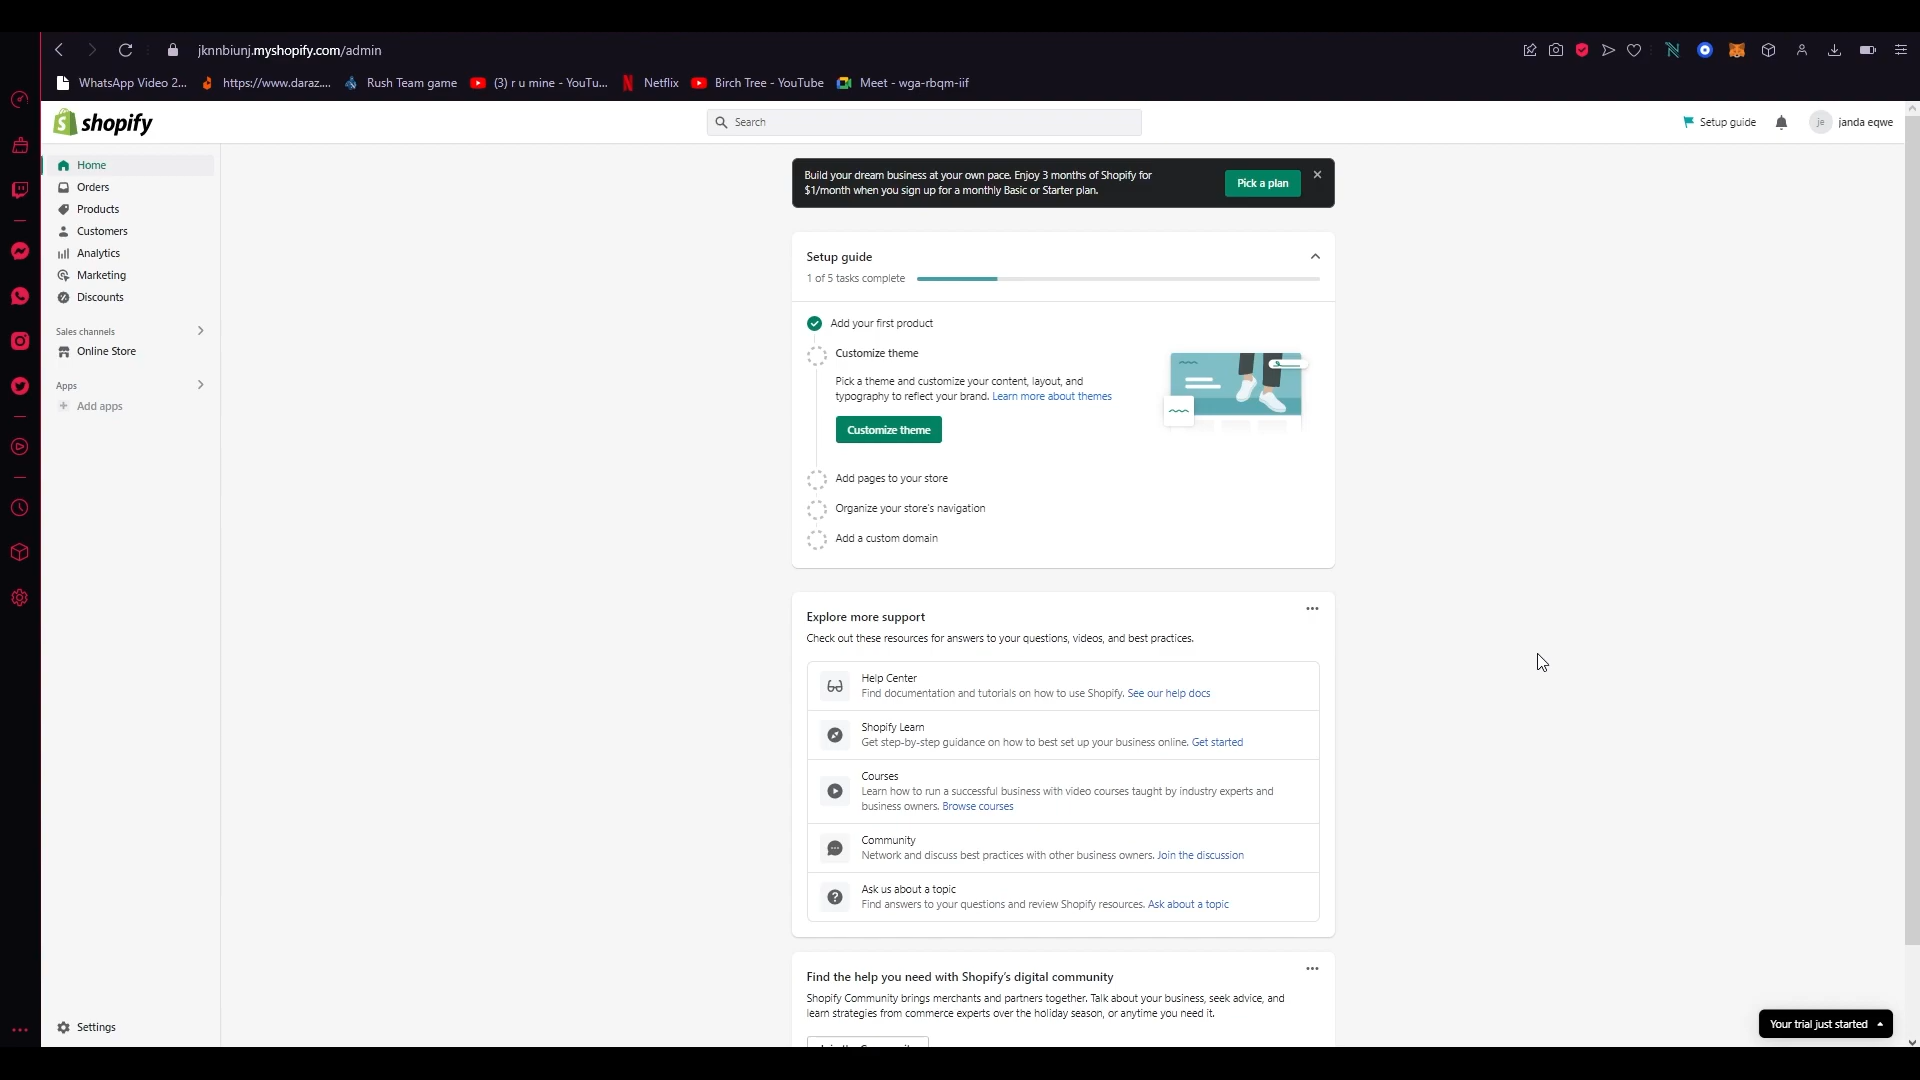 jknnbiunj.myshopify.com/admin
WhatsApp Video 2... https://www.daraz.... Rush Team game (3) r u mine - YouTu... Netflix Birch Tree - YouTube Meet - wga-rbqm-iif
shopify
Search
Setup guide
je janda eqwe
Home
Orders
Products
Customers
Analytics
Marketing
Discounts
Sales channels
Online Store
Apps
Add apps
Settings
Build your dream business at your own pace. Enjoy 3 months of Shopify for
$1/month when you sign up for a monthly Basic or Starter plan.
Pick a plan
Setup guide
1 of 5 tasks complete
Add your first product
Customize theme
Pick a theme and customize your content, layout, and
typography to reflect your brand. Learn more about themes
Customize theme
Add pages to your store
Organize your store's navigation
Add a custom domain
Explore more support
Check out these resources for answers to your questions, videos, and best practices.
Help Center
Find documentation and tutorials on how to use Shopify. See our help docs
Shopify Learn
Get step-by-step guidance on how to best set up your business online. Get started
Courses
Learn how to run a successful business with video courses taught by industry experts and
business owners. Browse courses
Community
Network and discuss best practices with other business owners. Join the discussion
Ask us about a topic
Find answers to your questions and review Shopify resources. Ask about a topic
Find the help you need with Shopify's digital community
Shopify Community brings merchants and partners together. Talk about your business, seek advice, and
learn strategies from commerce experts over the holiday season, or anytime you need it.
Your trial just started